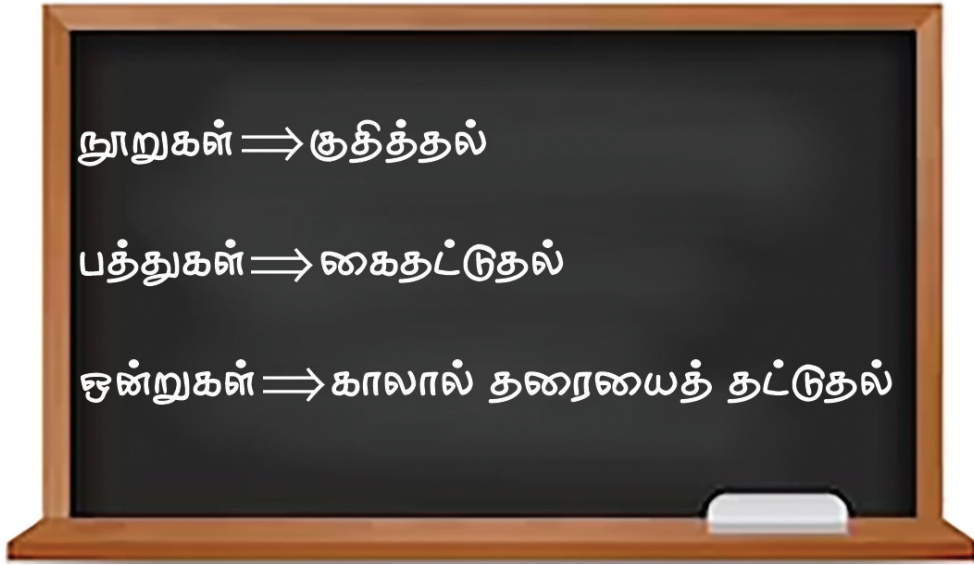 நூறுகள் ⟹ குதித்தல்
பத்துகள் ⟹ கைதட்டுதல்
ஒன்றுகள் ⟹ காலால் தரையைத் தட்டுதல்